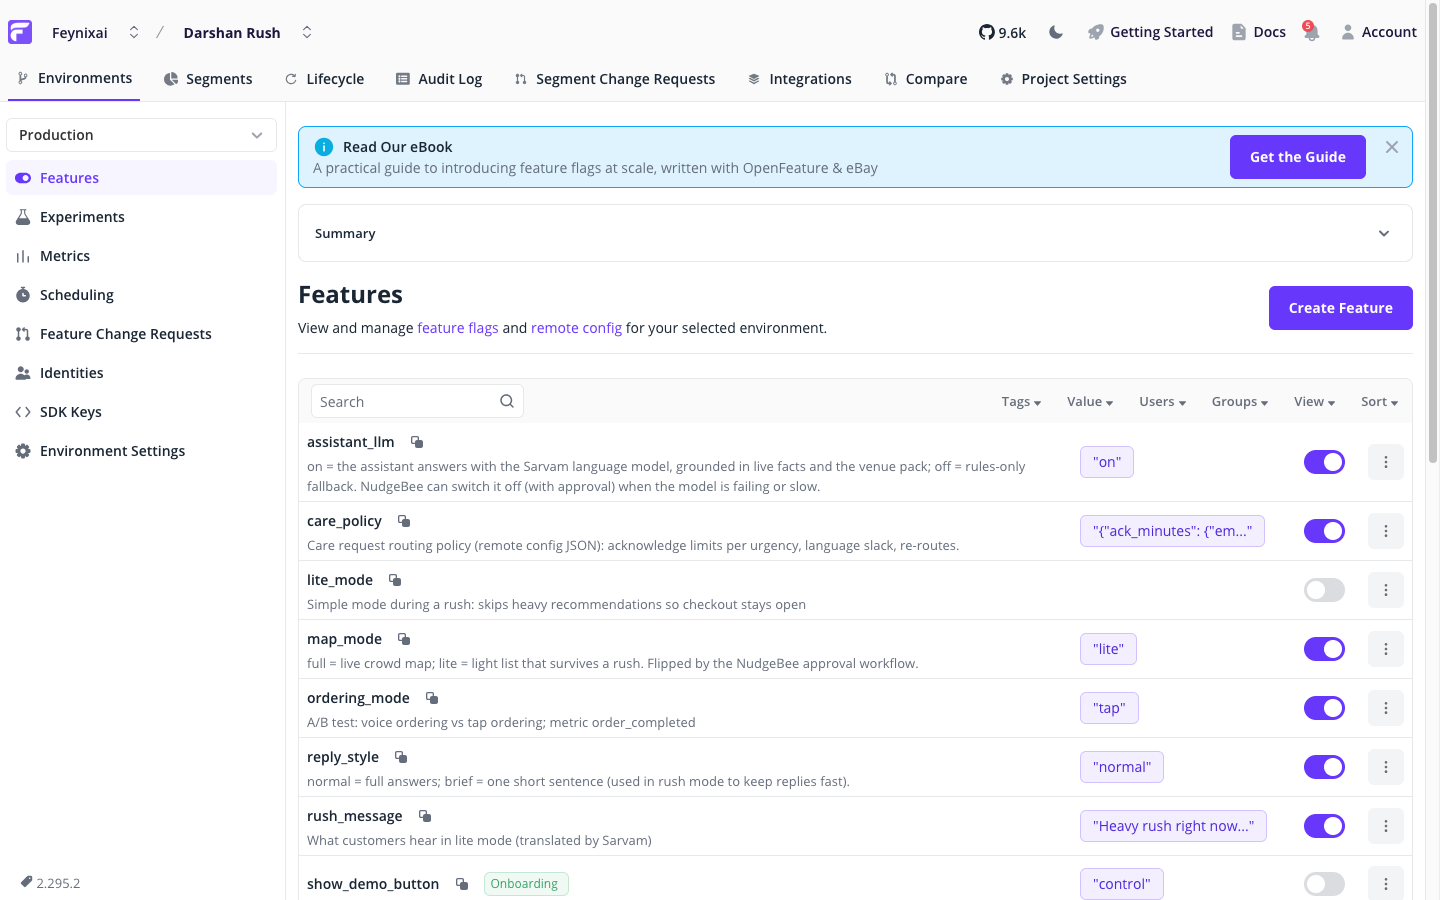 Feynixai / Darshan Rush
9.6k
Getting Started
Docs
5
Account
Environments
Segments
Lifecycle
Audit Log
Segment Change Requests
Integrations
Compare
Project Settings
Production
Features
Experiments
Metrics
Scheduling
Feature Change Requests
Identities
SDK Keys
Environment Settings
2.295.2
Read Our eBook
A practical guide to introducing feature flags at scale, written with OpenFeature & eBay
Get the Guide
Summary
Features
View and manage feature flags and remote config for your selected environment.
Create Feature
Search
Tags
Value
Users
Groups
View
Sort
assistant_llm
on = the assistant answers with the Sarvam language model, grounded in live facts and the venue pack; off = rules-only
fallback. NudgeBee can switch it off (with approval) when the model is failing or slow.
"on"
care_policy
Care request routing policy (remote config JSON): acknowledge limits per urgency, language slack, re-routes.
"{"ack_minutes": {"em..."
lite_mode
Simple mode during a rush: skips heavy recommendations so checkout stays open
map_mode
full = live crowd map; lite = light list that survives a rush. Flipped by the NudgeBee approval workflow.
"lite"
ordering_mode
A/B test: voice ordering vs tap ordering; metric order_completed
"tap"
reply_style
normal = full answers; brief = one short sentence (used in rush mode to keep replies fast).
"normal"
rush_message
What customers hear in lite mode (translated by Sarvam)
"Heavy rush right now..."
show_demo_button
Onboarding
"control"